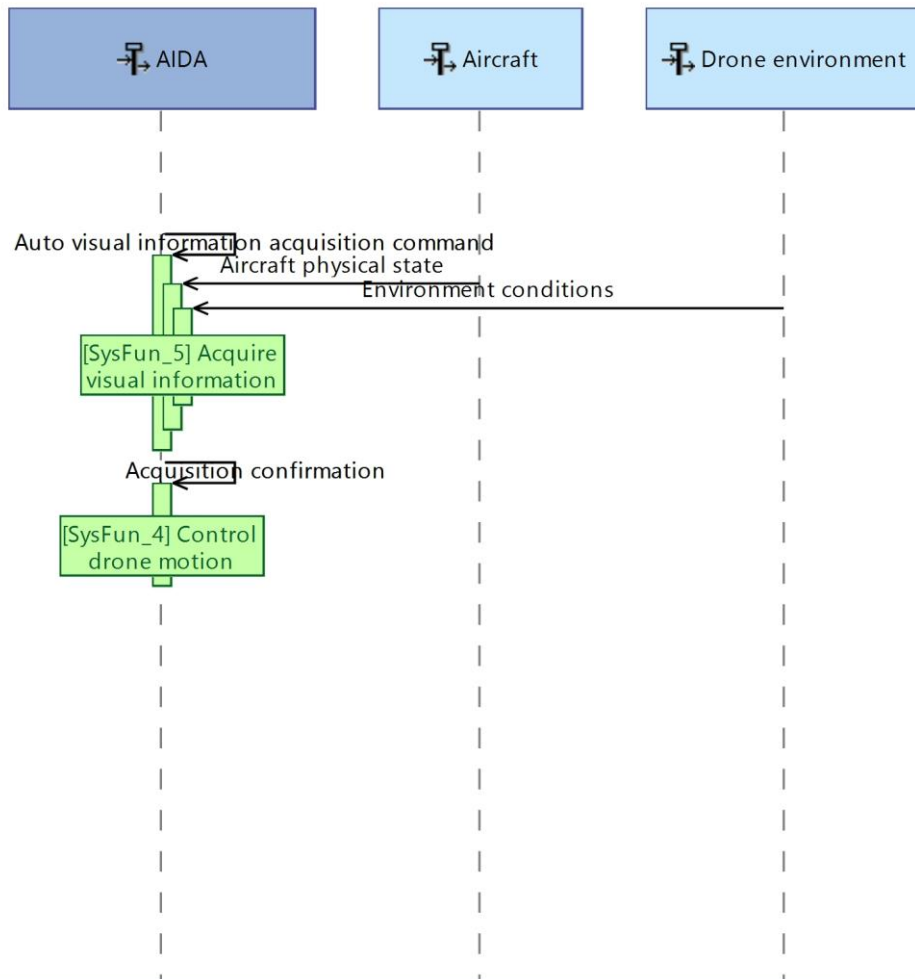 AIDA
Aircraft
Drone environment
Auto visual information acquisition command
Aircraft physical state
Environment conditions
[SysFun_5] Acquire
visual information
Acquisition confirmation
[SysFun_4] Control
drone motion